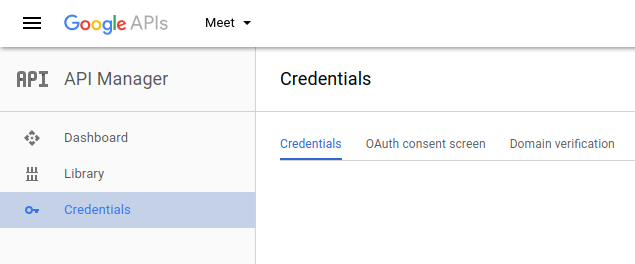 Google APIs Meet
API API Manager Credentials
Dashboard
Credentials OAuth consent screen Domain verification
Library
Credentials